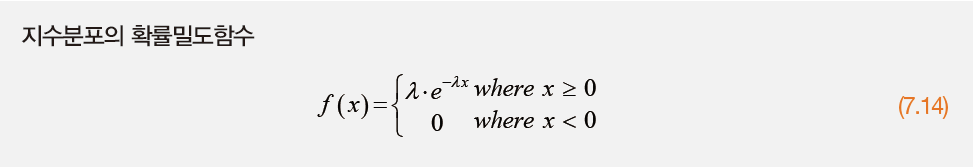 지수분포의 확률밀도함수
f(x)={λ·e^{-λx} where x ≥ 0
0 where x < 0
(7.14)